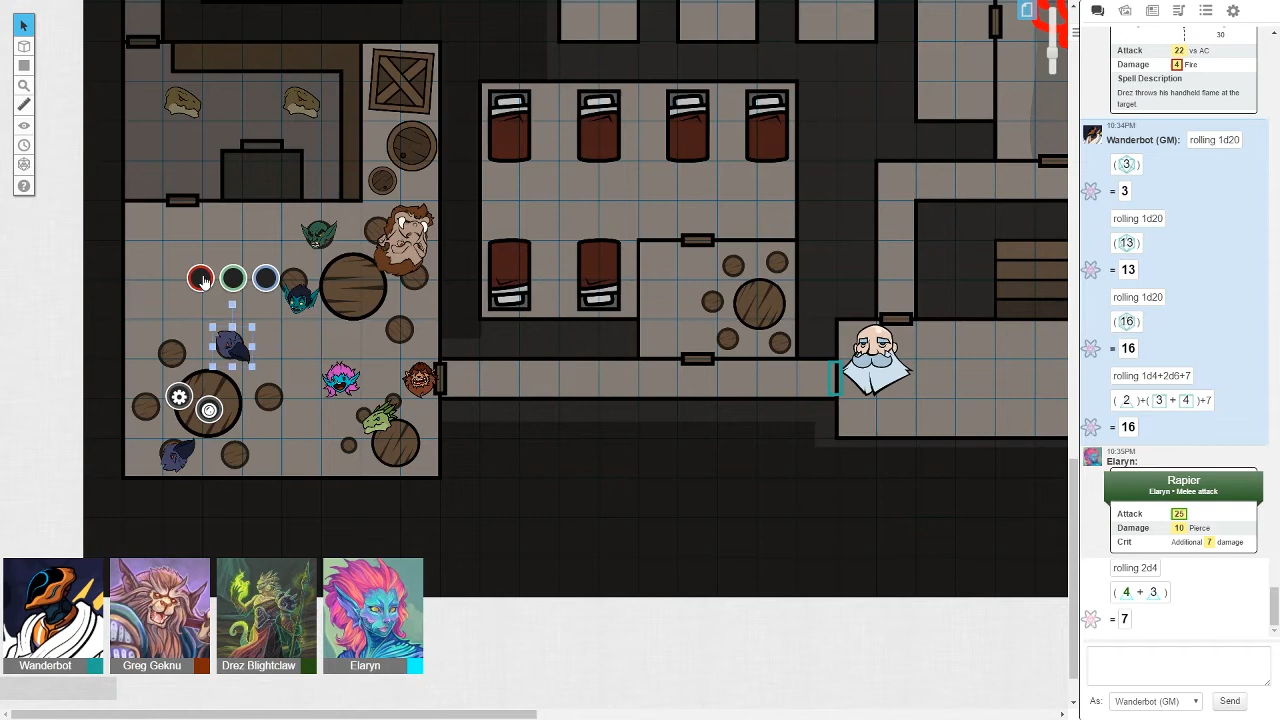 30
Attack 22 vs AC
Damage 4 Fire
Spell Description
Drez throws his handheld flame at the
target.
10:34PM
Wanderbot (GM): rolling 1d20
( 3 )
= 3
rolling 1d20
( 13 )
= 13
rolling 1d20
( 16 )
= 16
rolling 1d4+2d6+7
( 2 )+( 3 + 4 )+7
= 16
10:35PM
Elaryn:
Rapier
Elaryn • Melee attack
Attack 25
Damage 10 Pierce
Crit Additional 7 damage
rolling 2d4
( 4 + 3 )
= 7
Wanderbot
Greg Geknu
Drez Blightclaw
Elaryn
As: Wanderbot (GM) Send